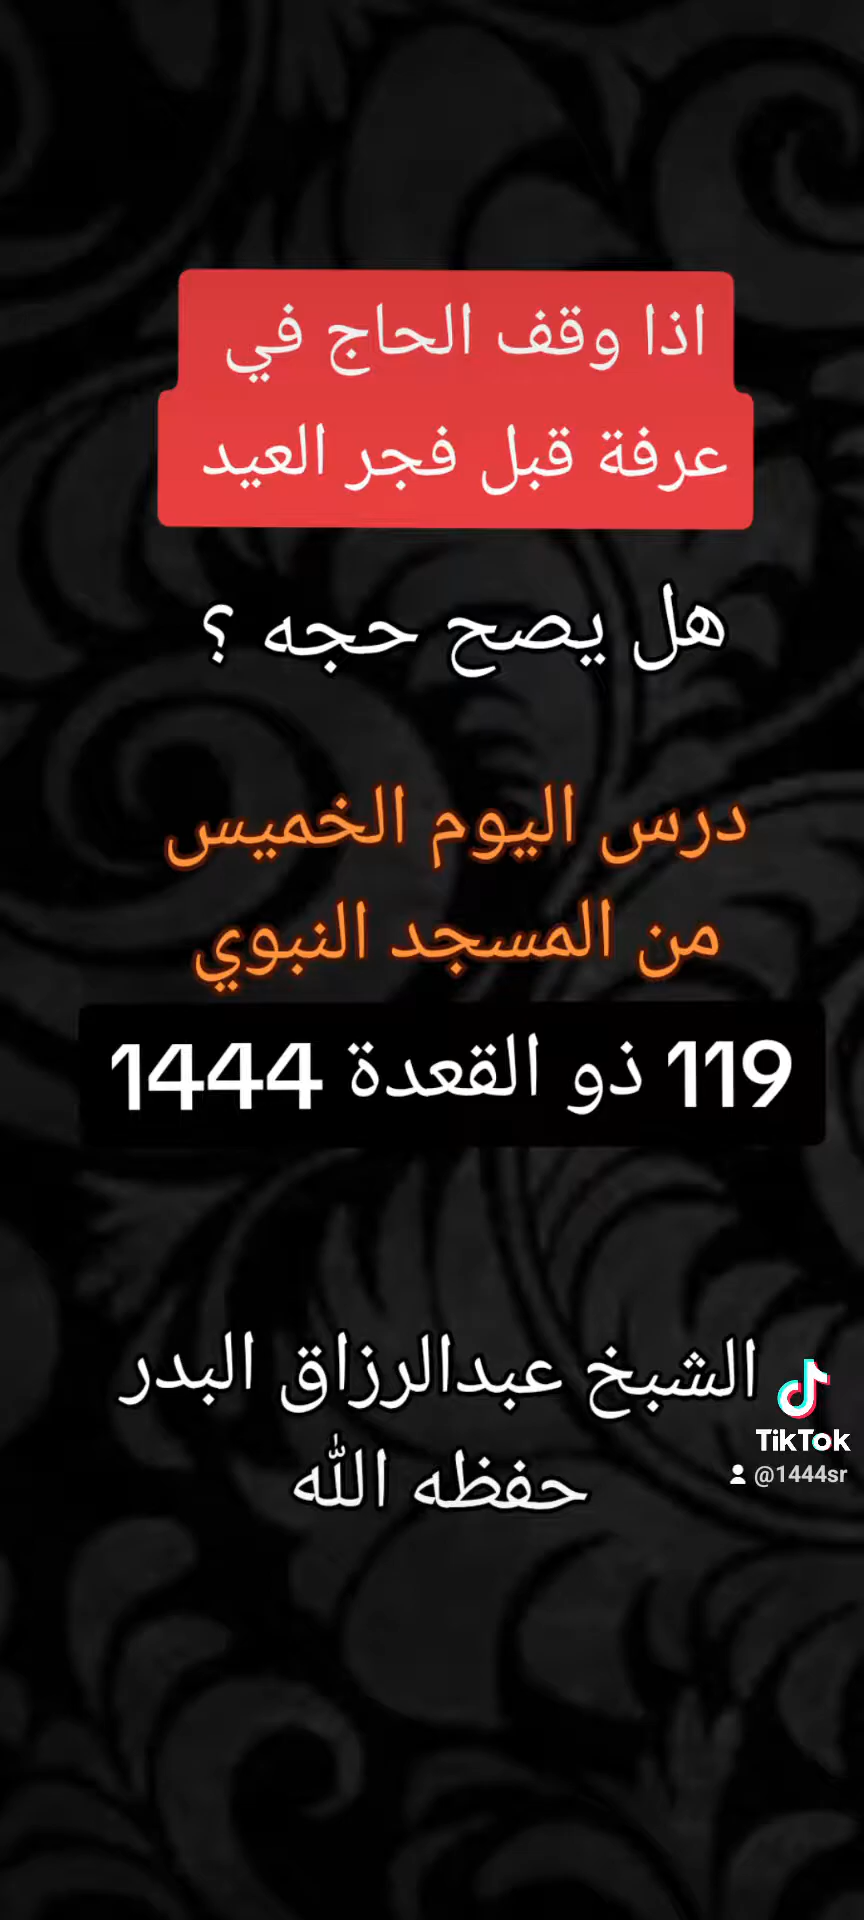 اذا وقف الحاج في
عرفة قبل فجر العيد
هل يصح حجه ؟
درس اليوم الخميس
من المسجد النبوي
119 ذو القعدة 1444
الشبخ عبدالرزاق البدر
حفظه الله
TikTok
@1444sr